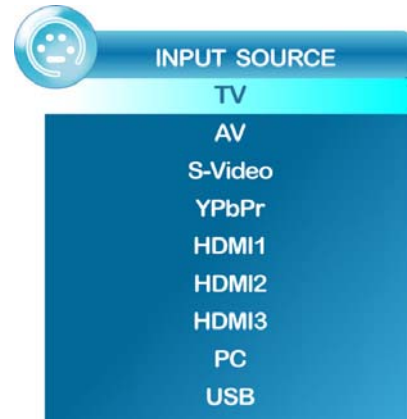 INPUT SOURCE
TV
AV
S-Video
YPbPr
HDMI1
HDMI2
HDMI3
PC
USB